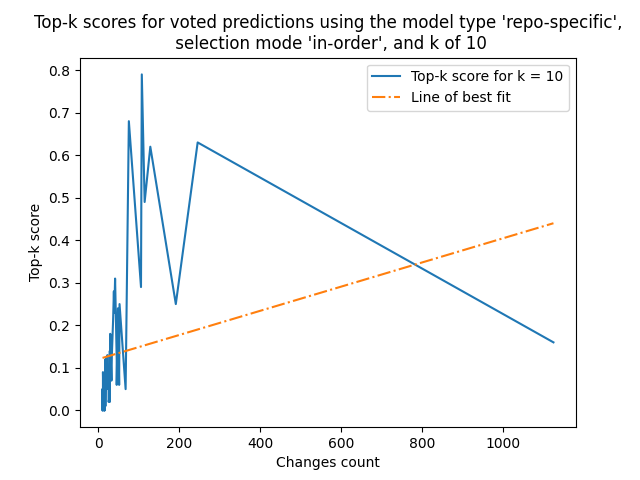 Top-k scores for voted predictions using the model type 'repo-specific',
selection mode 'in-order', and k of 10
Top-k score for k = 10
Line of best fit
0.8
0.7
0.6
0.5
0.4
0.3
0.2
0.1
0.0
Top-k score
0
200
400
600
800
1000
Changes count